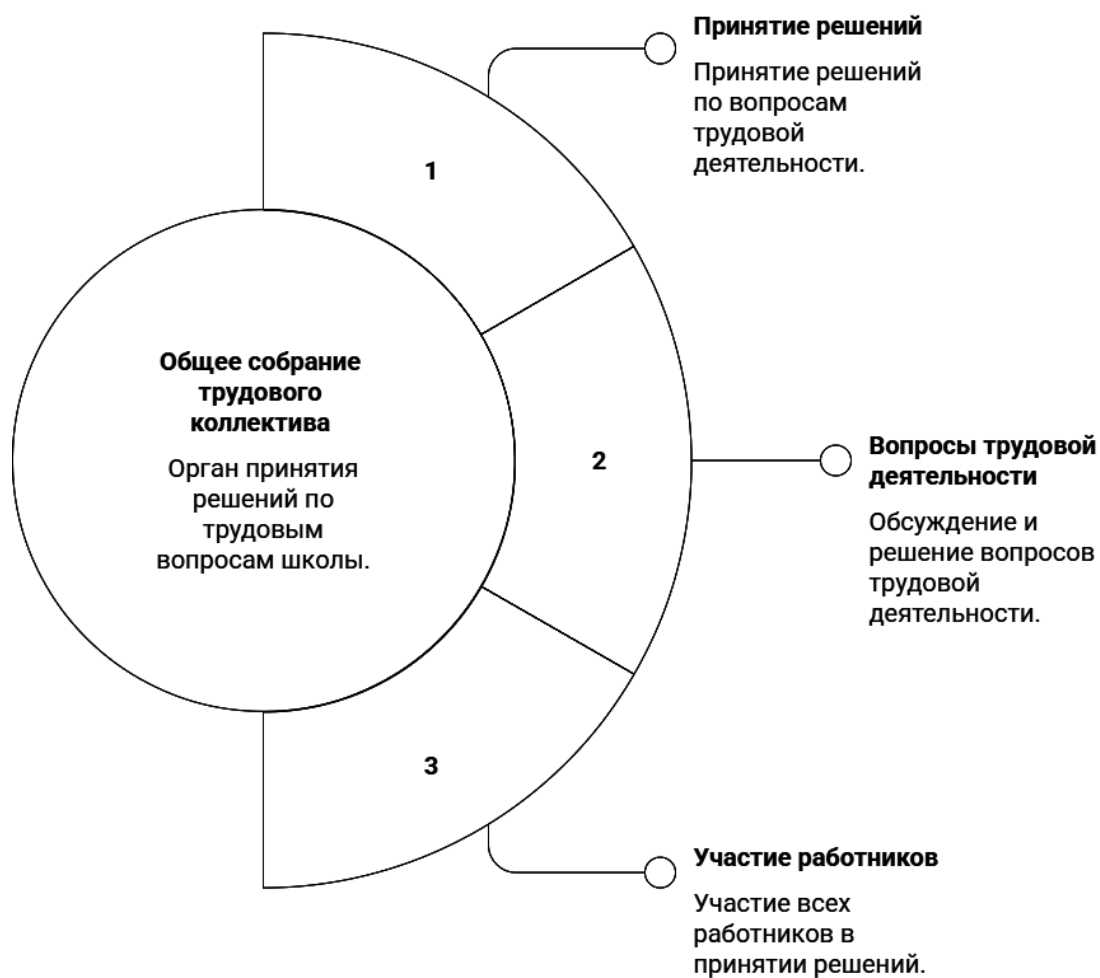 Принятие решений
Принятие решений
по вопросам
трудовой
деятельности.
1
Общее собрание
трудового
коллектива
Орган принятия
решений по
трудовым
вопросам школы.
2
Вопросы трудовой
деятельности
Обсуждение и
решение вопросов
трудовой
деятельности.
3
Участие работников
Участие всех
работников в
принятии решений.